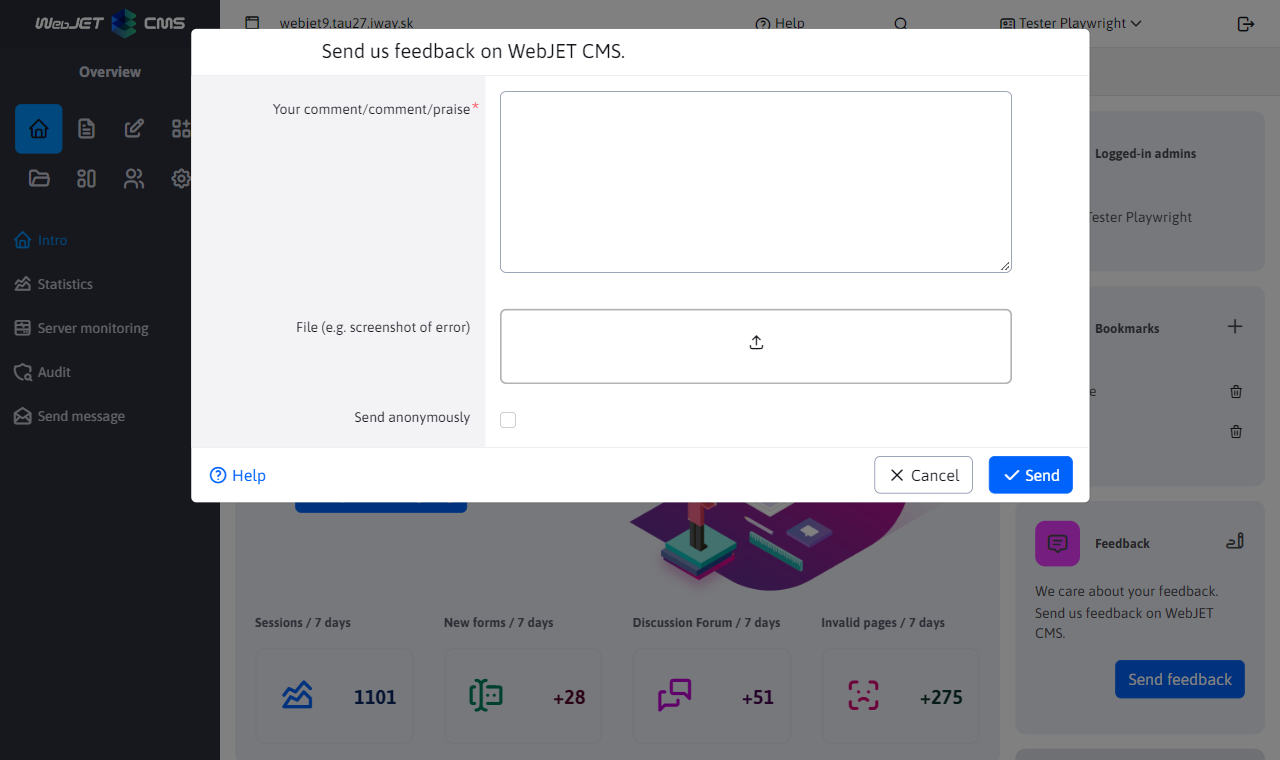 WebJET CMS
webjet9.tau27.iway.sk
Help
Tester Playwright
Overview
Intro
Statistics
Server monitoring
Audit
Send message
Send us feedback on WebJET CMS.
Your comment/comment/praise*
File (e.g. screenshot of error)
Send anonymously
Help
Cancel
Send
Logged-in admins
Tester Playwright
Bookmarks
Feedback
We care about your feedback.
Send us feedback on WebJET
CMS.
Send feedback
Sessions / 7 days
New forms / 7 days
Discussion Forum / 7 days
Invalid pages / 7 days
1101
+28
+51
+275